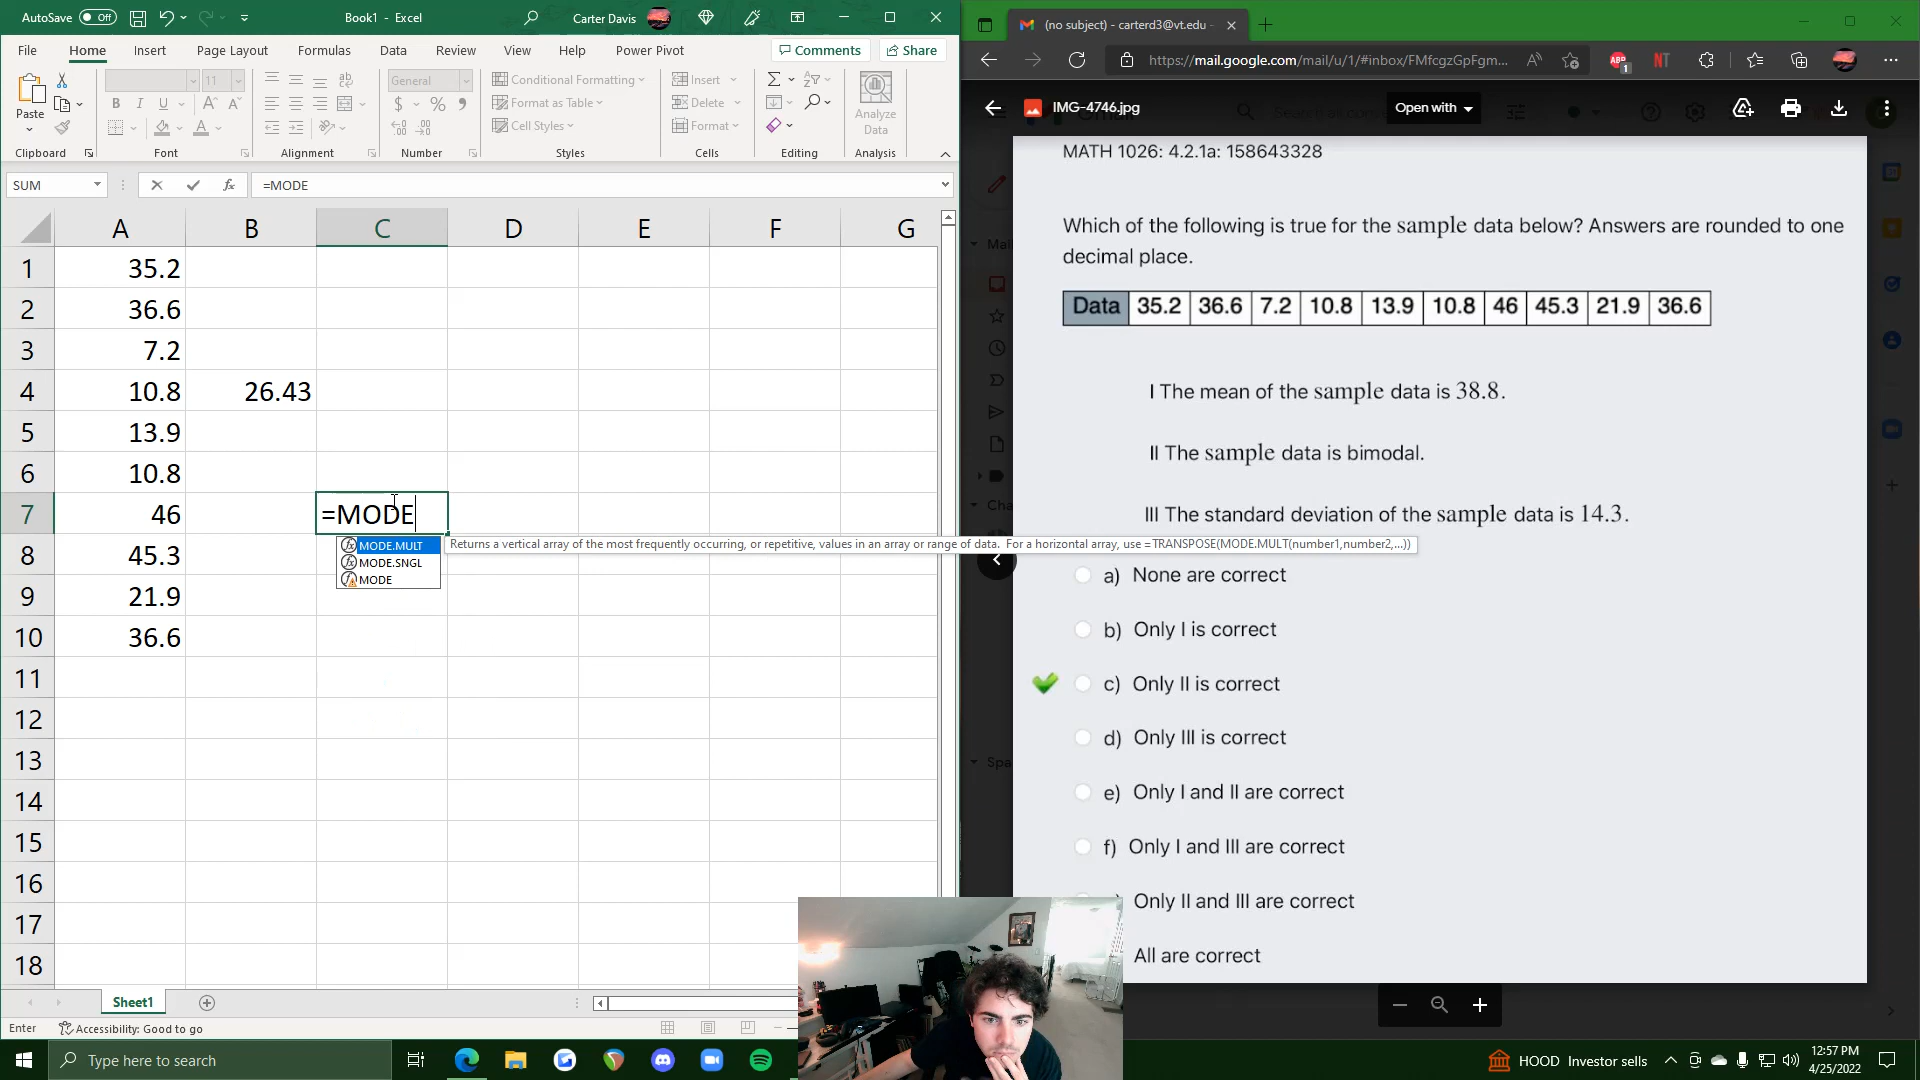 AutoSave Off Book1 - Excel Carter Davis
File Home Insert Page Layout Formulas Data Review View Help Power Pivot Comments Share
Paste
11
General
Conditional Formatting
Format as Table
Cell Styles
Insert
Delete
Format
Analyze
Data
Clipboard Font Alignment Number Styles Cells Editing Analysis
SUM =MODE
A B C D E F G
1 35.2
2 36.6
3 7.2
4 10.8 26.43
5 13.9
6 10.8
7 46 =MODE
MODE.MULT
MODE.SNGL
MODE
Returns a vertical array of the most frequently occurring, or repetitive, values in an array or range of data. For a horizontal array, use =TRANSPOSE(MODE.MULT(number1,number2,...))
8 45.3
9 21.9
10 36.6
11
12
13
14
15
16
17
18
Sheet1
Enter Accessibility: Good to go
(no subject) - carterd3@vt.edu -
https://mail.google.com/mail/u/1/#inbox/FMfcgzGpFgm...
ABP
1
NT
IMG-4746.jpg
Open with
MATH 1026: 4.2.1a: 158643328
Which of the following is true for the sample data below? Answers are rounded to one
decimal place.
Data 35.2 36.6 7.2 10.8 13.9 10.8 46 45.3 21.9 36.6
I The mean of the sample data is 38.8.
II The sample data is bimodal.
III The standard deviation of the sample data is 14.3.
a) None are correct
b) Only I is correct
c) Only II is correct
d) Only III is correct
e) Only I and II are correct
f) Only I and III are correct
Only II and III are correct
All are correct
Type here to search
HOOD Investor sells
12:57 PM
4/25/2022